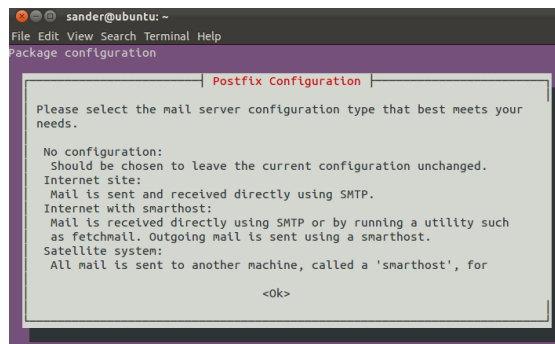 sander@ubuntu: ~
File Edit View Search Terminal Help
Package configuration
Postfix Configuration
Please select the mail server configuration type that best meets your
needs.
No configuration:
Should be chosen to leave the current configuration unchanged.
Internet site:
Mail is sent and received directly using SMTP.
Internet with smarthost:
Mail is received directly using SMTP or by running a utility such
as fetchmail. Outgoing mail is sent using a smarthost.
Satellite system:
All mail is sent to another machine, called a 'smarthost', for
<Ok>